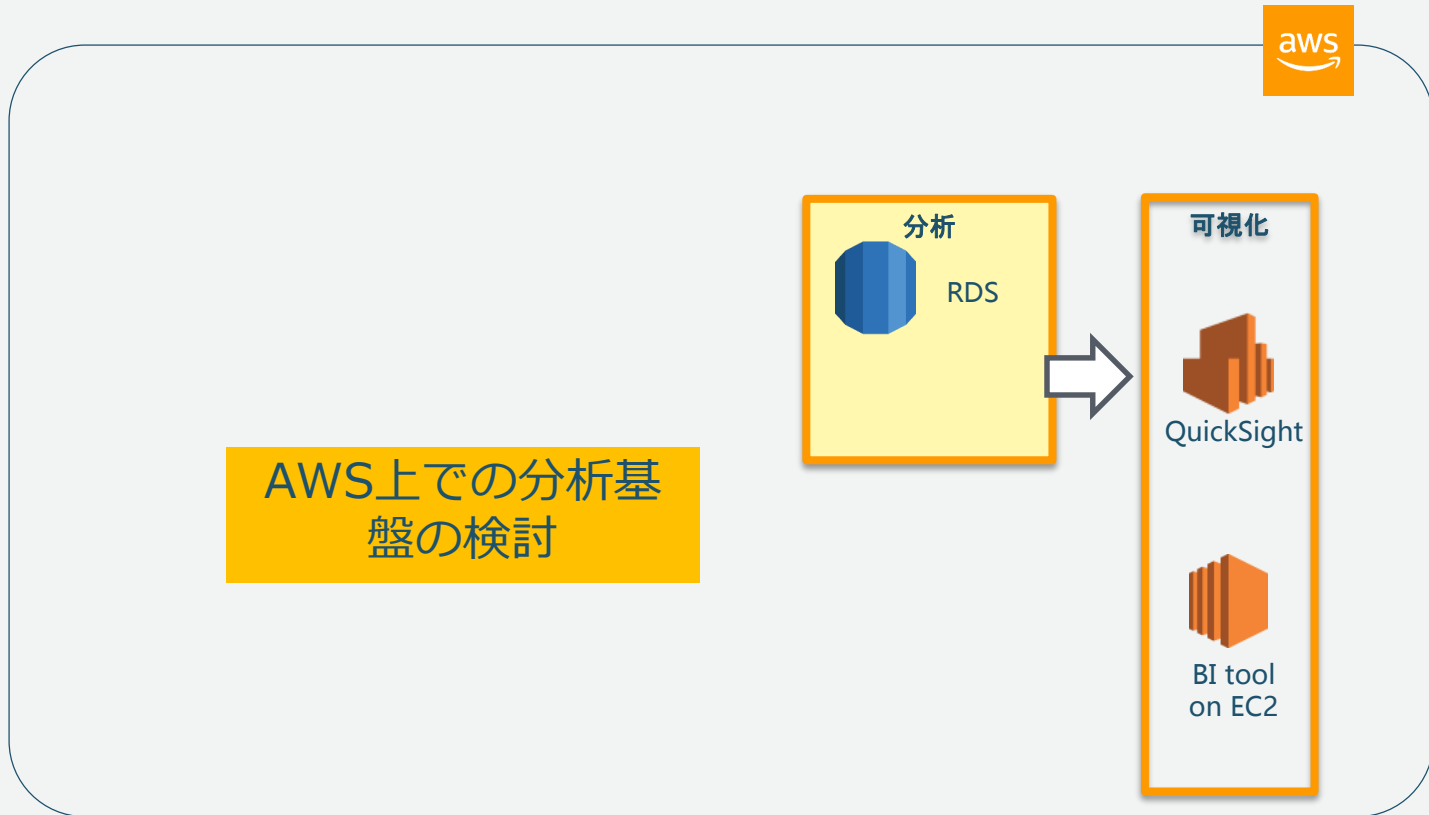 aws
分析
RDS
可視化
QuickSight
AWS上での分析基
盤の検討
BI tool
on EC2